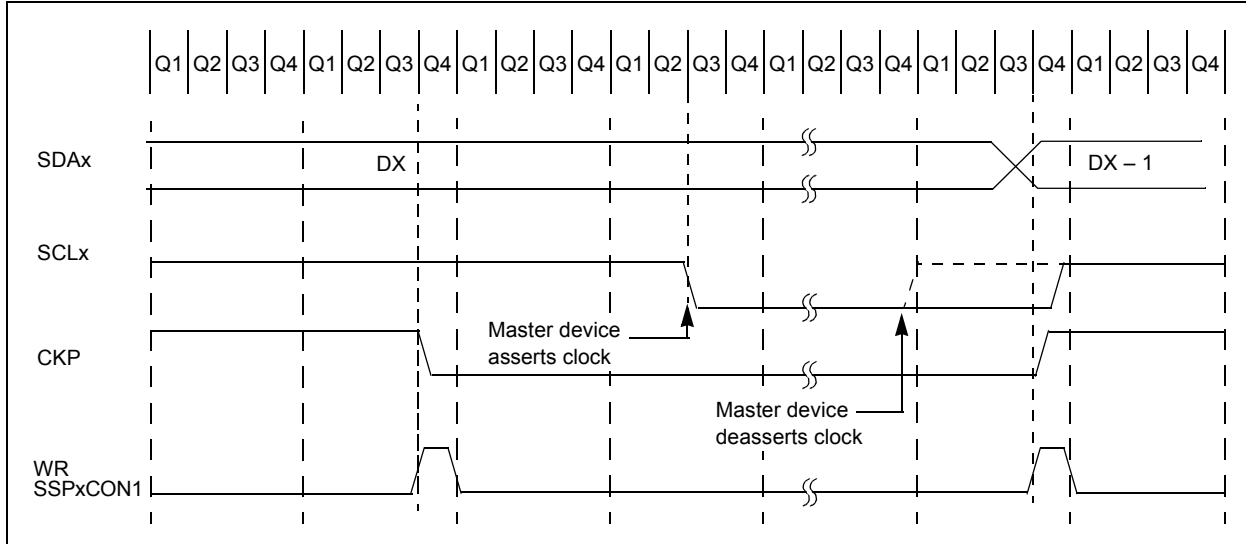 Q1 Q2 Q3 Q4 Q1 Q2 Q3 Q4 Q1 Q2 Q3 Q4 Q1 Q2 Q3 Q4 Q1 Q2 Q3 Q4 Q1 Q2 Q3 Q4 Q1 Q2 Q3 Q4
SDAx
DX
DX – 1
SCLx
Master device
asserts clock
CKP
Master device
deasserts clock
WR
SSPxCON1